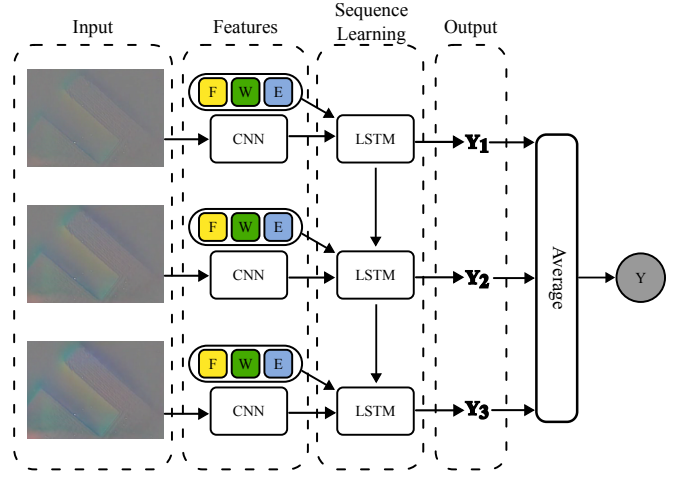 Input
Features
Sequence
Learning
Output
F W E
CNN
LSTM
Y1
F W E
CNN
LSTM
Y2
Average
Y
F W E
CNN
LSTM
Y3